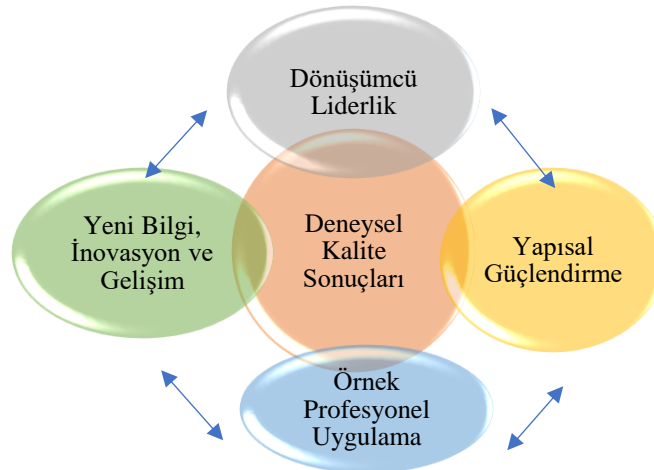 Dönüşümcü
Liderlik
Yeni Bilgi,
İnovasyon ve
Gelişim
Deneysel
Kalite
Sonuçları
Yapısal
Güçlendirme
Örnek
Profesyonel
Uygulama